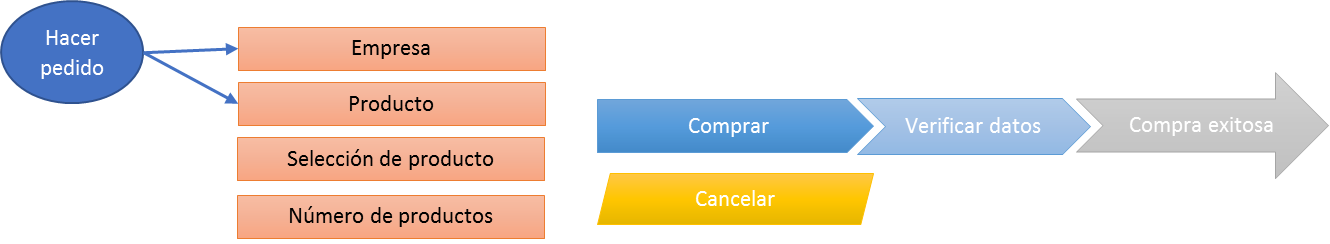 Hacer
pedido
Empresa
Producto
Selección de producto
Número de productos
Comprar
Verificar datos
Compra exitosa
Cancelar